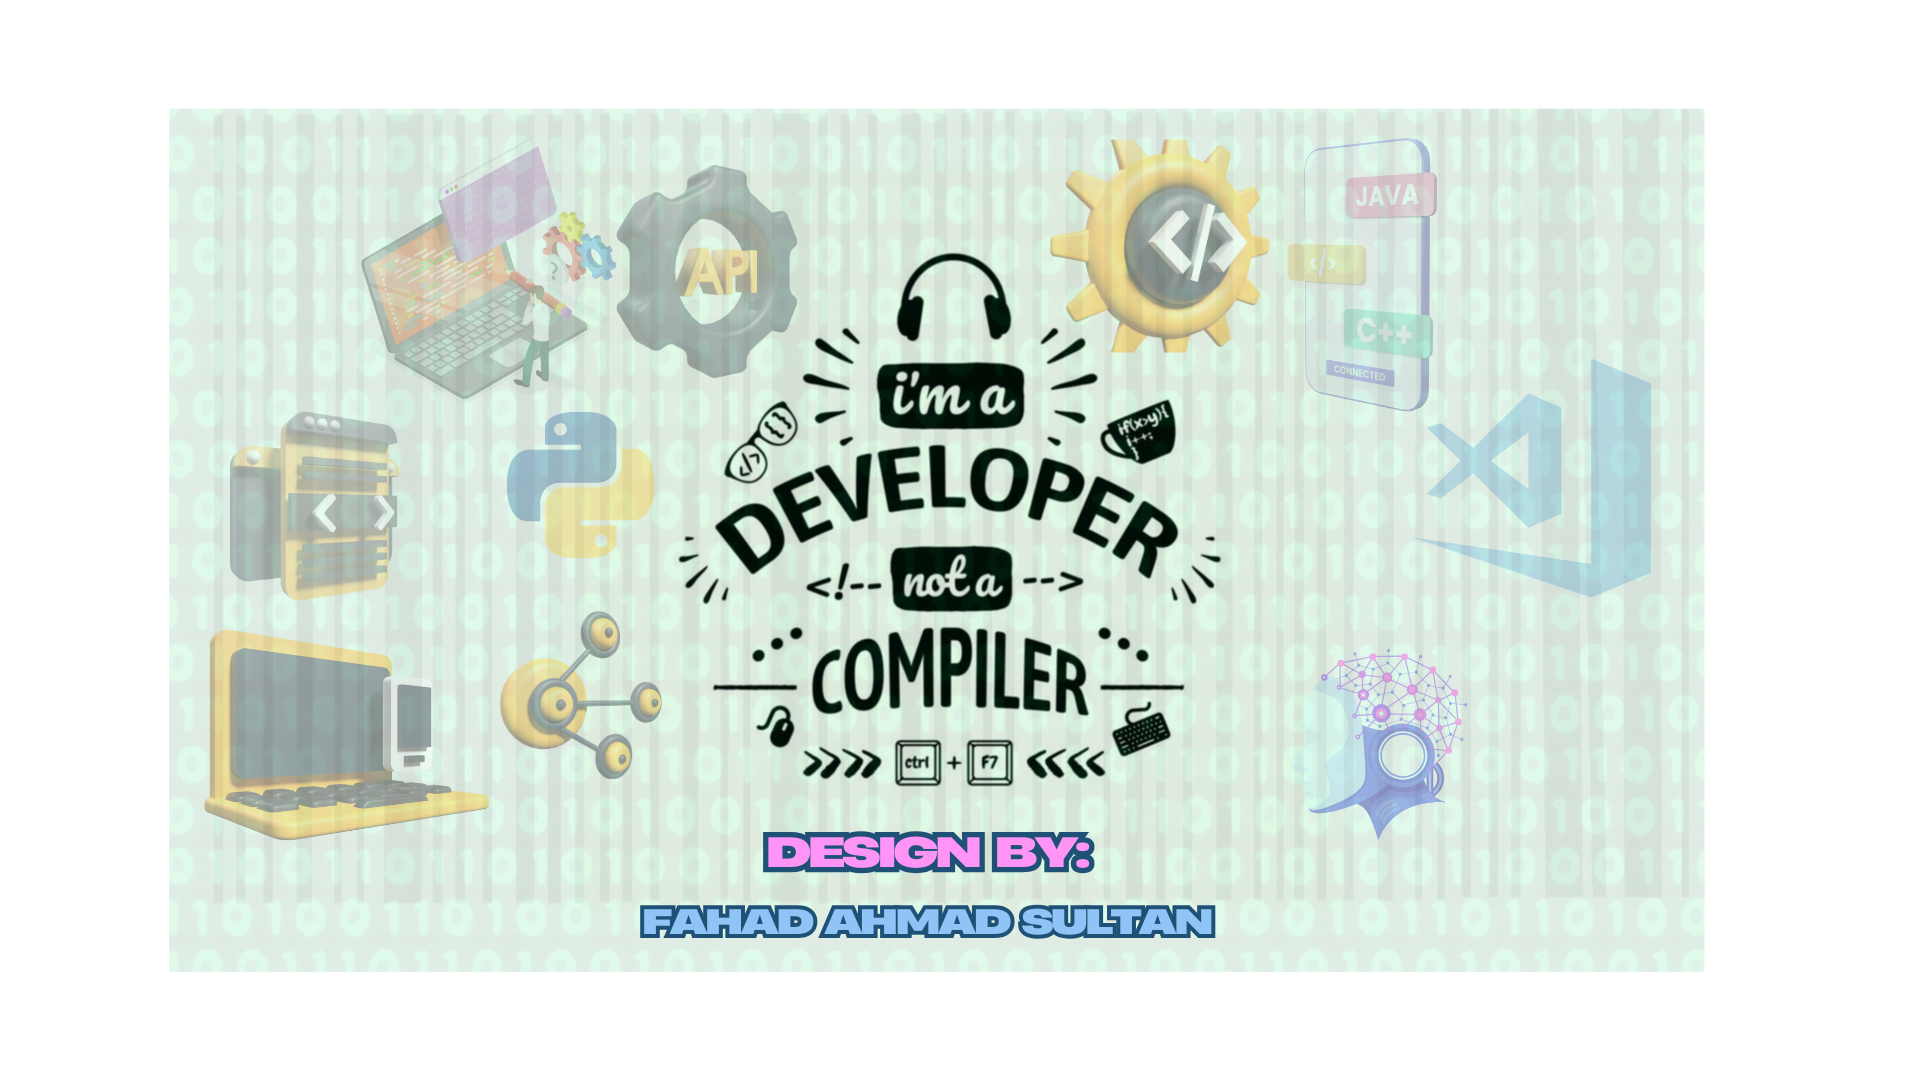 API
</>
JAVA
</>
C++
CONNECTED
i'm a
{}
</>
if(x>y){
i++;
}
DEVELOPER
<!-- not a -->
COMPILER
ctrl + F7
< >
DESIGN BY:
FAHAD AHMAD SULTAN